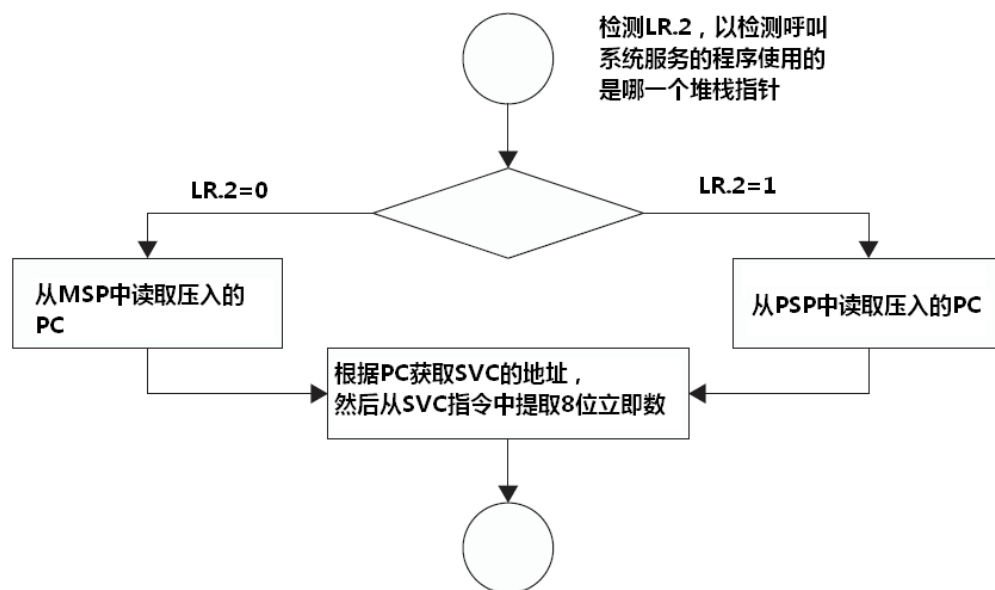 检测LR.2，以检测呼叫
系统服务的程序使用的
是哪一个堆栈指针
LR.2=0
LR.2=1
从MSP中读取压入的
PC
从PSP中读取压入的PC
根据PC获取SVC的地址，
然后从SVC指令中提取8位立即数